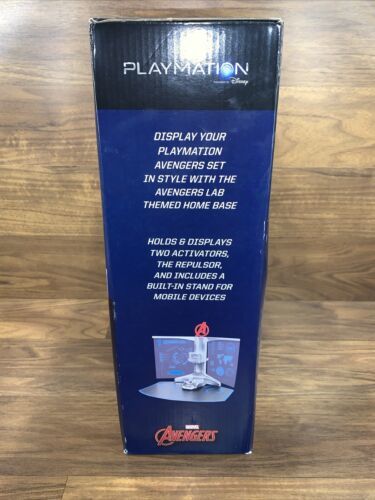 PLAYMATION
Disney
DISPLAY YOUR
PLAYMATION
AVENGERS SET
IN STYLE WITH THE
AVENGERS LAB
THEMED HOME BASE
HOLDS & DISPLAYS
TWO ACTIVATORS,
THE REPULSOR,
AND INCLUDES A
BUILT-IN STAND FOR
MOBILE DEVICES
MARVEL
AVENGERS